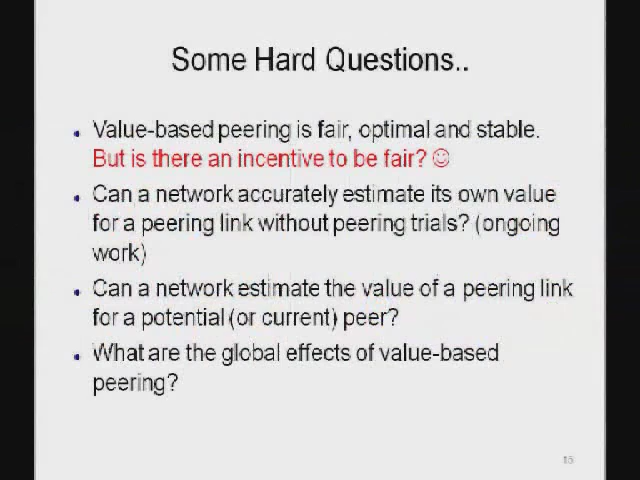 Some Hard Questions..
Value-based peering is fair, optimal and stable.
But is there an incentive to be fair? ☺
Can a network accurately estimate its own value
for a peering link without peering trials? (ongoing
work)
Can a network estimate the value of a peering link
for a potential (or current) peer?
What are the global effects of value-based
peering?